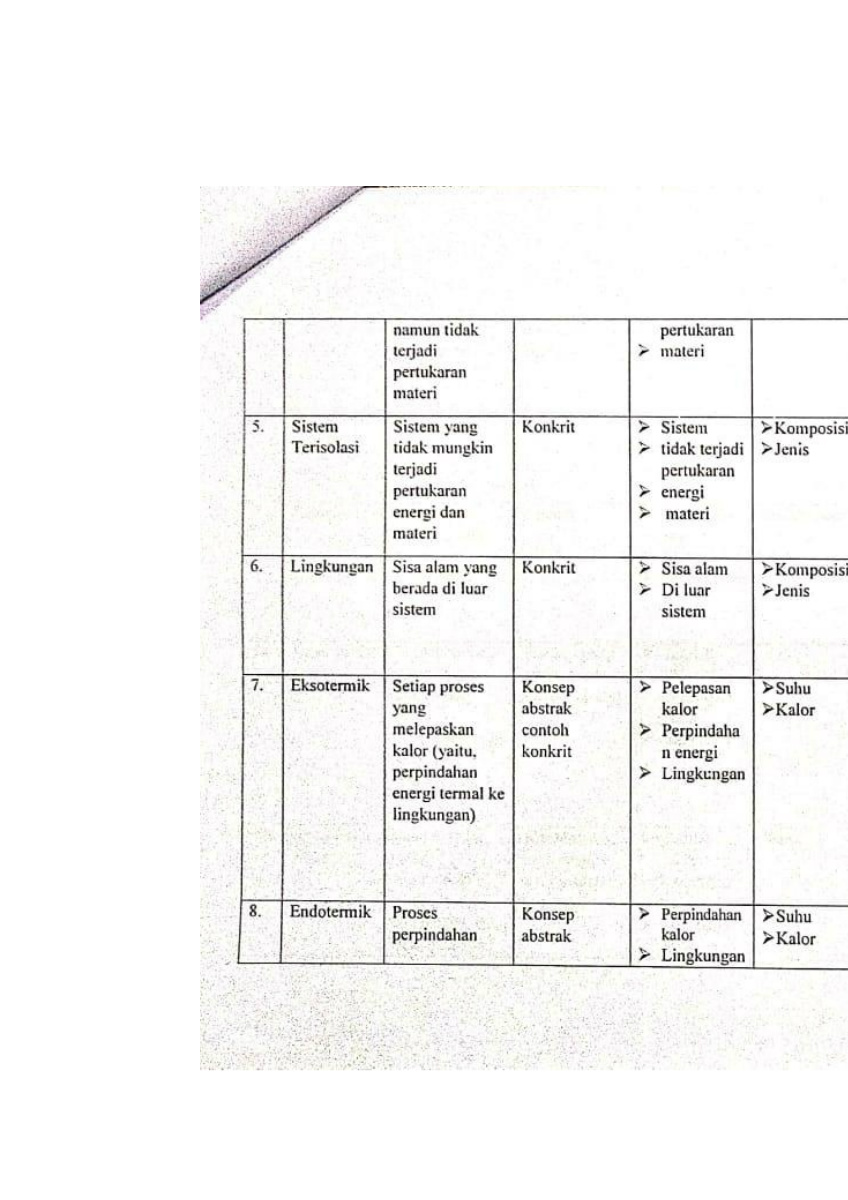 namun tidak
terjadi
pertukaran
materi
pertukaran
➢ materi
5.
Sistem
Terisolasi
Sistem yang
tidak mungkin
terjadi
pertukaran
energi dan
materi
Konkrit
➢ Sistem
➢ tidak terjadi
pertukaran
➢ energi
➢ materi
➢Komposisi
➢Jenis
6.
Lingkungan
Sisa alam yang
berada di luar
sistem
Konkrit
➢ Sisa alam
➢ Di luar
sistem
➢Komposisi
➢Jenis
7.
Eksotermik
Setiap proses
yang
melepaskan
kalor (yaitu,
perpindahan
energi termal ke
lingkungan)
Konsep
abstrak
contoh
konkrit
➢ Pelepasan
kalor
➢ Perpindaha
n energi
➢ Lingkungan
➢Suhu
➢Kalor
8.
Endotermik
Proses
perpindahan
Konsep
abstrak
➢ Perpindahan
kalor
➢ Lingkungan
➢Suhu
➢Kalor